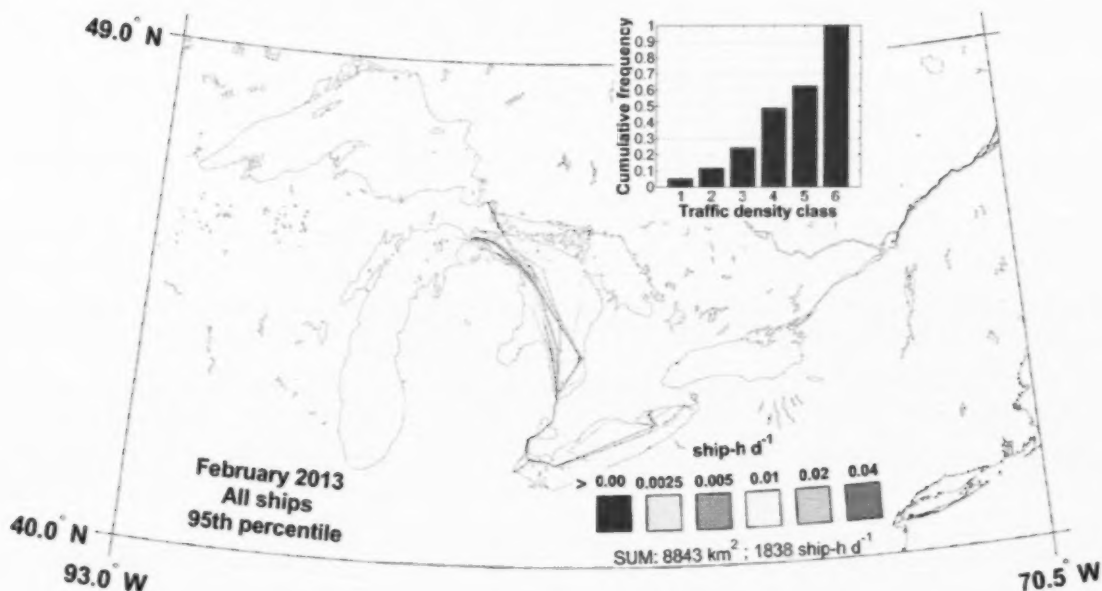 49.0° N
Cumulative frequency
1
0.9
0.8
0.7
0.6
0.5
0.4
0.3
0.2
0.1
0
1 2 3 4 5 6
Traffic density class
February 2013
All ships
95th percentile
ship-h d⁻¹
> 0.00 0.0025 0.005 0.01 0.02 0.04
SUM: 8843 km² ; 1838 ship-h d⁻¹
40.0° N
93.0° W
70.5° W